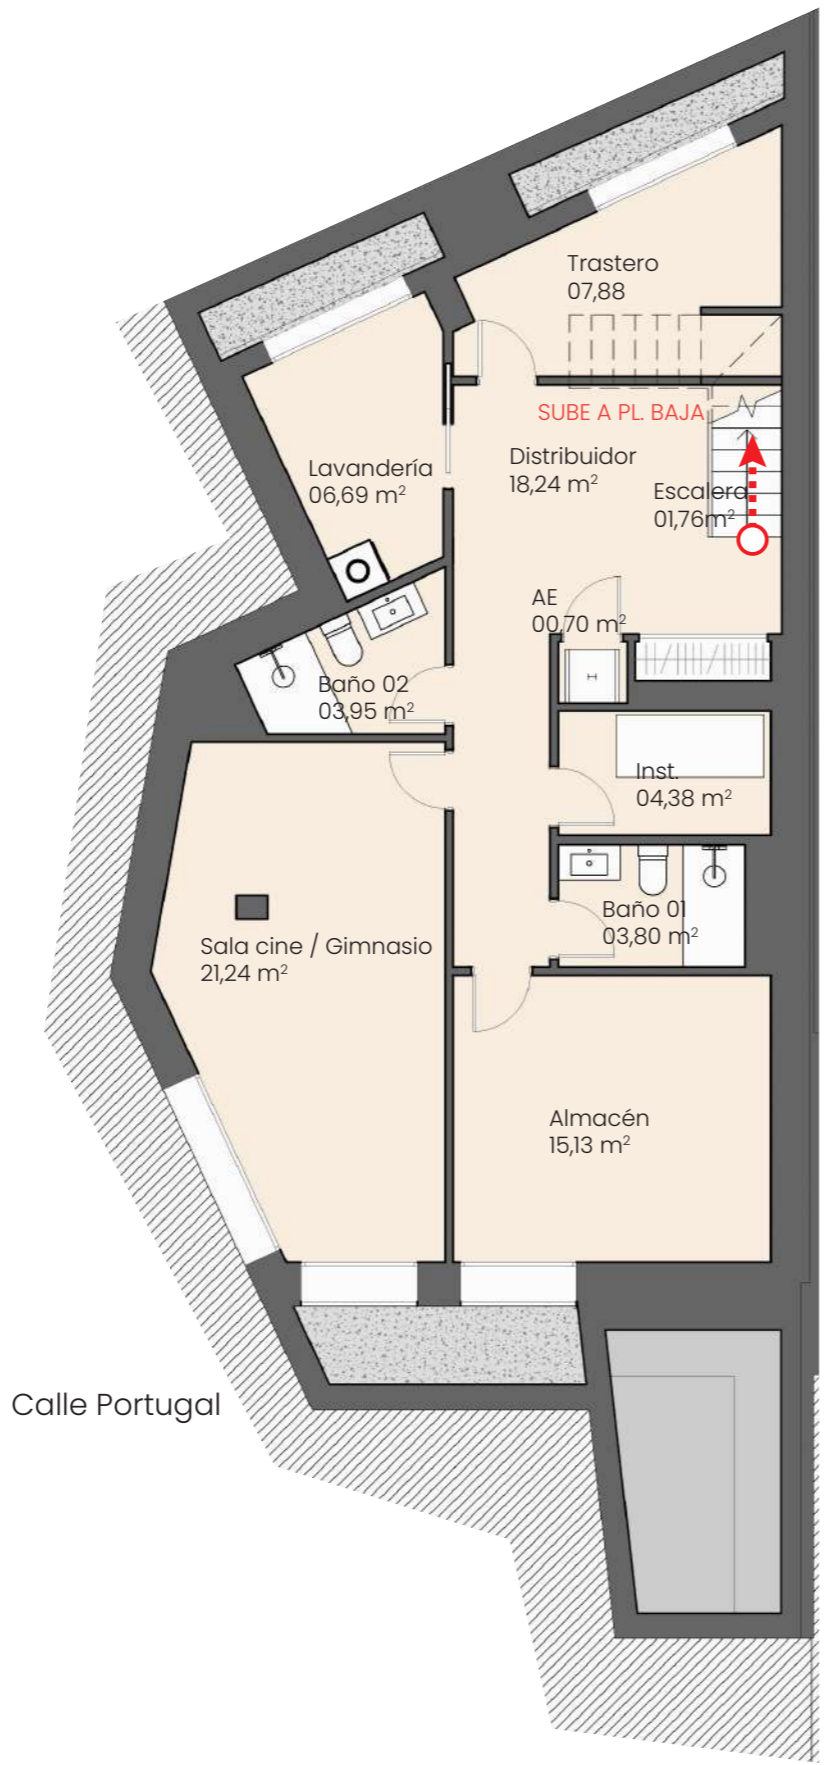 Trastero
07,88
SUBE A PL. BAJA
Lavandería
06,69 m²
Distribuidor
18,24 m²
Escalera
01,76m²
AE
00,70 m²
Baño 02
03,95 m²
Inst.
04,38 m²
Baño 01
03,80 m²
Sala cine / Gimnasio
21,24 m²
Almacén
15,13 m²
Calle Portugal